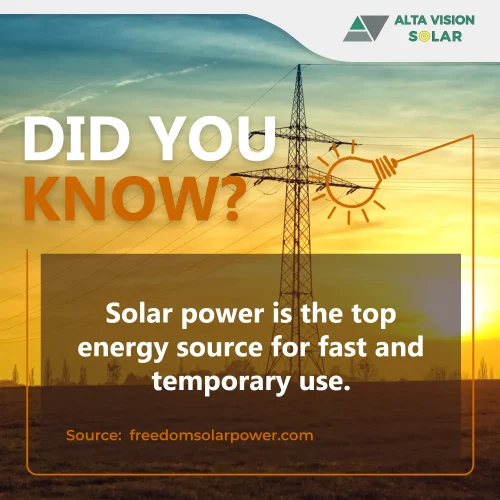 ALTA VISION
SOLAR
DID YOU
KNOW?
Solar power is the top
energy source for fast and
temporary use.
Source: freedomsolarpower.com